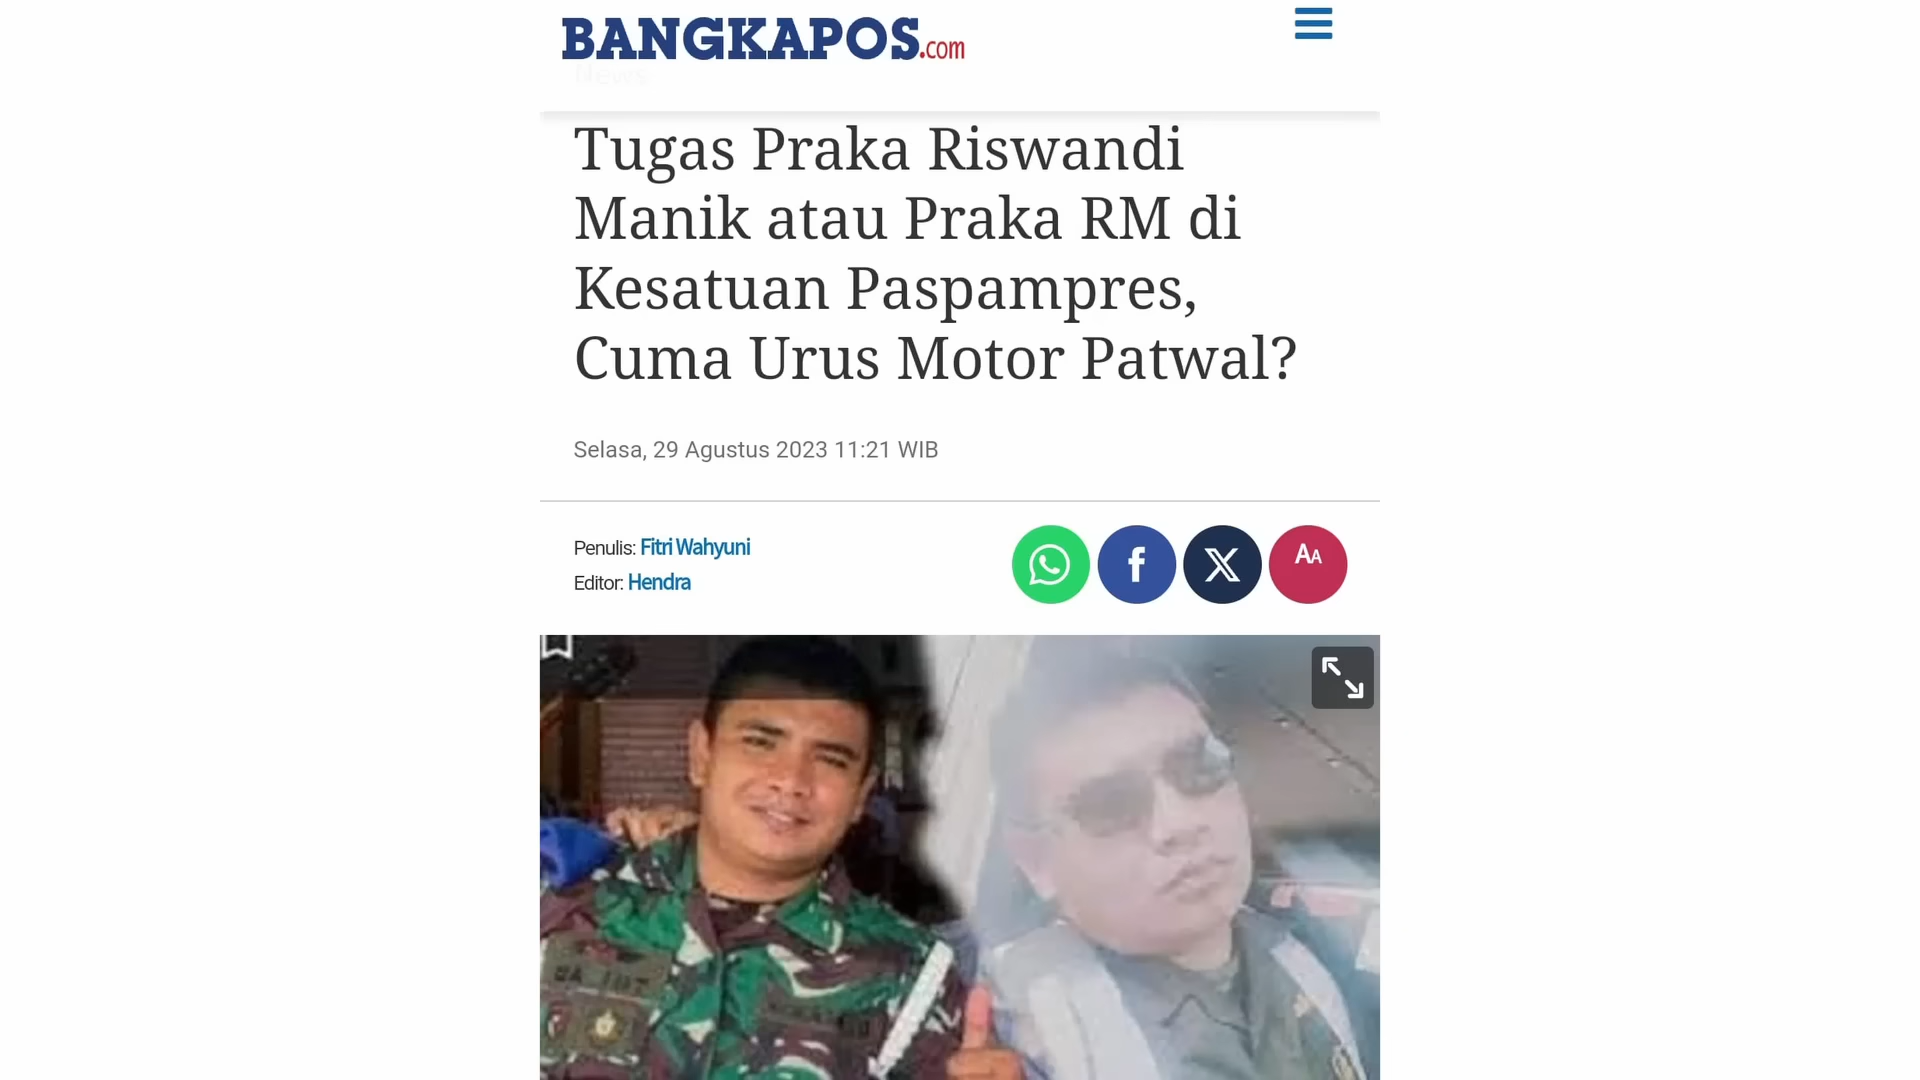 BANGKAPOS.com
News
Tugas Praka Riswandi
Manik atau Praka RM di
Kesatuan Paspampres,
Cuma Urus Motor Patwal?
Selasa, 29 Agustus 2023 11:21 WIB
Penulis: Fitri Wahyuni
Editor: Hendra
AA